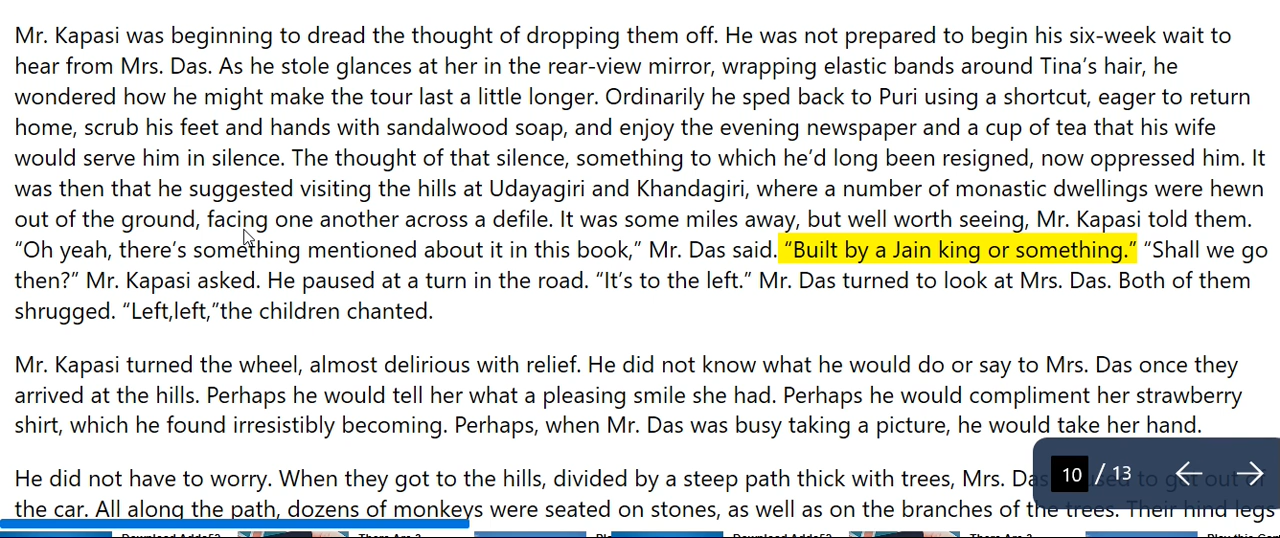 Mr. Kapasi was beginning to dread the thought of dropping them off. He was not prepared to begin his six-week wait to
hear from Mrs. Das. As he stole glances at her in the rear-view mirror, wrapping elastic bands around Tina’s hair, he
wondered how he might make the tour last a little longer. Ordinarily he sped back to Puri using a shortcut, eager to return
home, scrub his feet and hands with sandalwood soap, and enjoy the evening newspaper and a cup of tea that his wife
would serve him in silence. The thought of that silence, something to which he’d long been resigned, now oppressed him. It
was then that he suggested visiting the hills at Udayagiri and Khandagiri, where a number of monastic dwellings were hewn
out of the ground, facing one another across a defile. It was some miles away, but well worth seeing, Mr. Kapasi told them.
“Oh yeah, there’s something mentioned about it in this book,” Mr. Das said. “Built by a Jain king or something.” “Shall we go
then?” Mr. Kapasi asked. He paused at a turn in the road. “It’s to the left.” Mr. Das turned to look at Mrs. Das. Both of them
shrugged. “Left,left,”the children chanted.
Mr. Kapasi turned the wheel, almost delirious with relief. He did not know what he would do or say to Mrs. Das once they
arrived at the hills. Perhaps he would tell her what a pleasing smile she had. Perhaps he would compliment her strawberry
shirt, which he found irresistibly becoming. Perhaps, when Mr. Das was busy taking a picture, he would take her hand.
He did not have to worry. When they got to the hills, divided by a steep path thick with trees, Mrs. Das to get out of
the car. All along the path, dozens of monkeys were seated on stones, as well as on the branches of the trees. Their hind legs
10 / 13